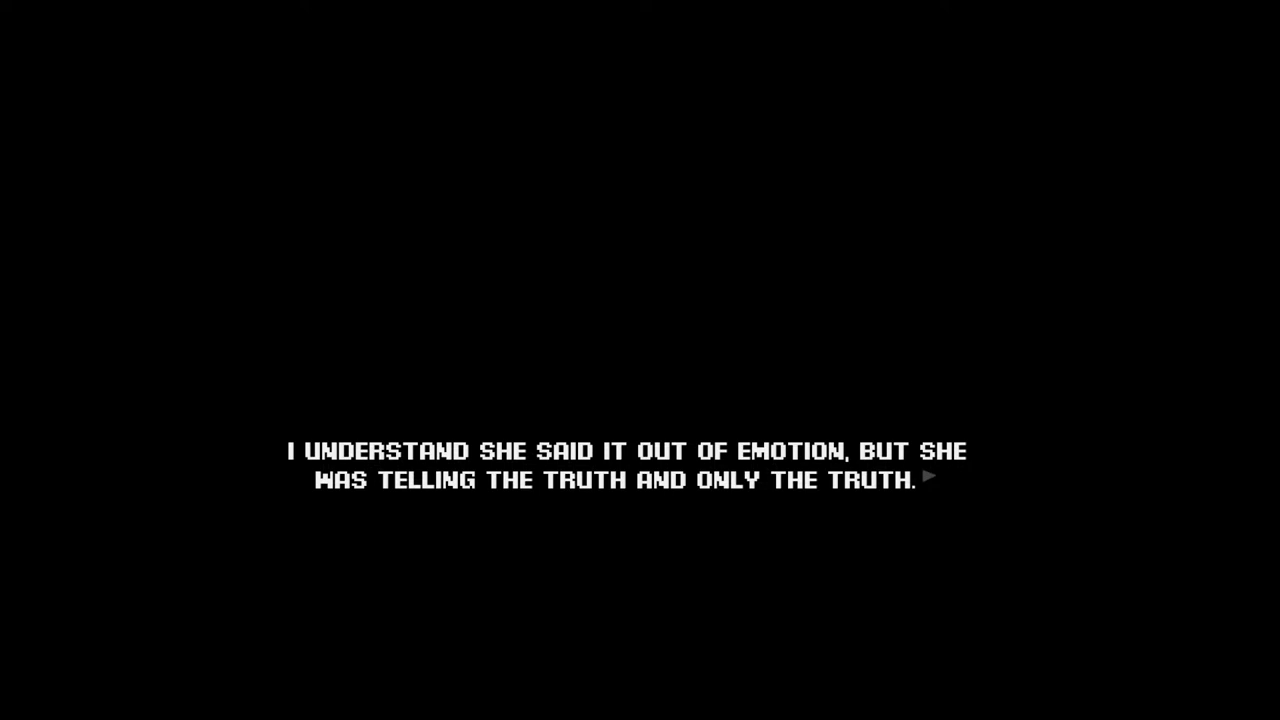 I UNDERSTAND SHE SAID IT OUT OF EMOTION, BUT SHE
WAS TELLING THE TRUTH AND ONLY THE TRUTH.